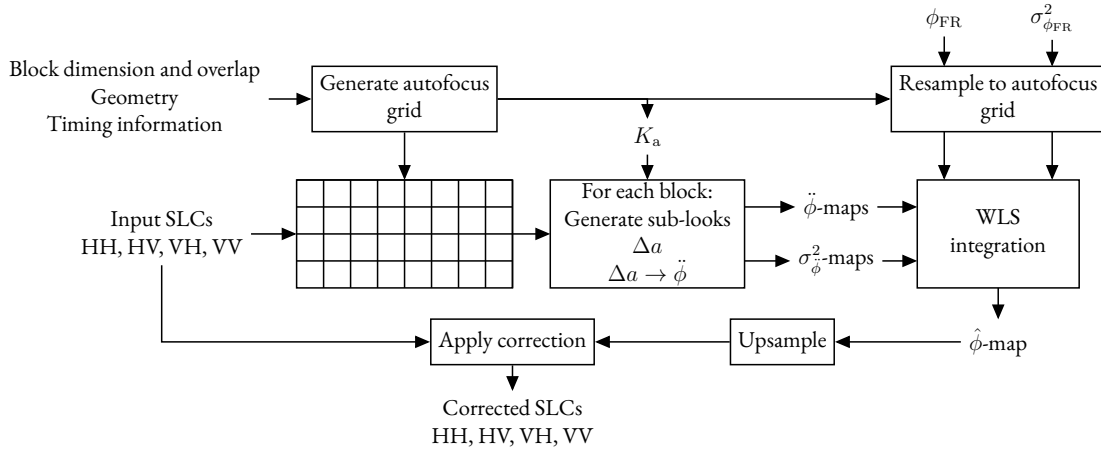 ϕ_FR
σ²_ϕFR
Block dimension and overlap
Geometry
Timing information
Generate autofocus
grid
Resample to autofocus
grid
K_a
Input SLCs
HH, HV, VH, VV
For each block:
Generate sub-looks
Δa
Δa → ϕ̈
ϕ̈-maps
σ²_ϕ̈-maps
WLS
integration
Apply correction
Upsample
ϕ̂-map
Corrected SLCs
HH, HV, VH, VV